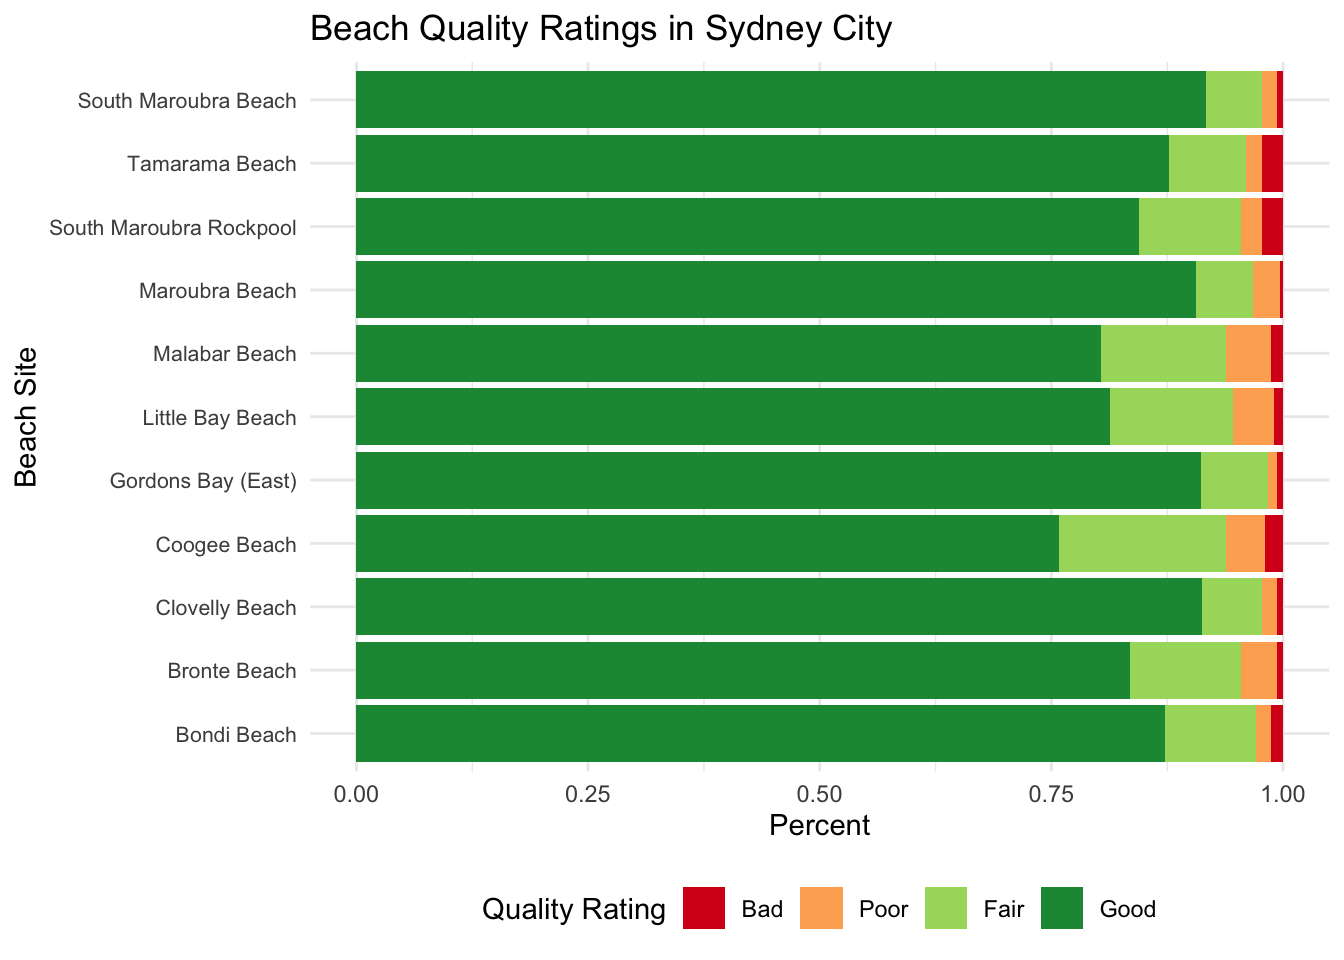 Beach Quality Ratings in Sydney City
South Maroubra Beach
Tamarama Beach
South Maroubra Rockpool
Maroubra Beach
Malabar Beach
Little Bay Beach
Gordons Bay (East)
Coogee Beach
Clovelly Beach
Bronte Beach
Bondi Beach
Beach Site
0.00 0.25 0.50 0.75 1.00
Percent
Quality Rating Bad Poor Fair Good